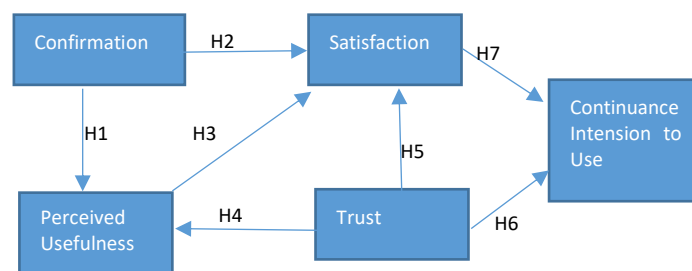 Confirmation
H2
Satisfaction
H7
Continuance
Intension to
Use
H1
H3
H5
Perceived
Usefulness
H4
Trust
H6